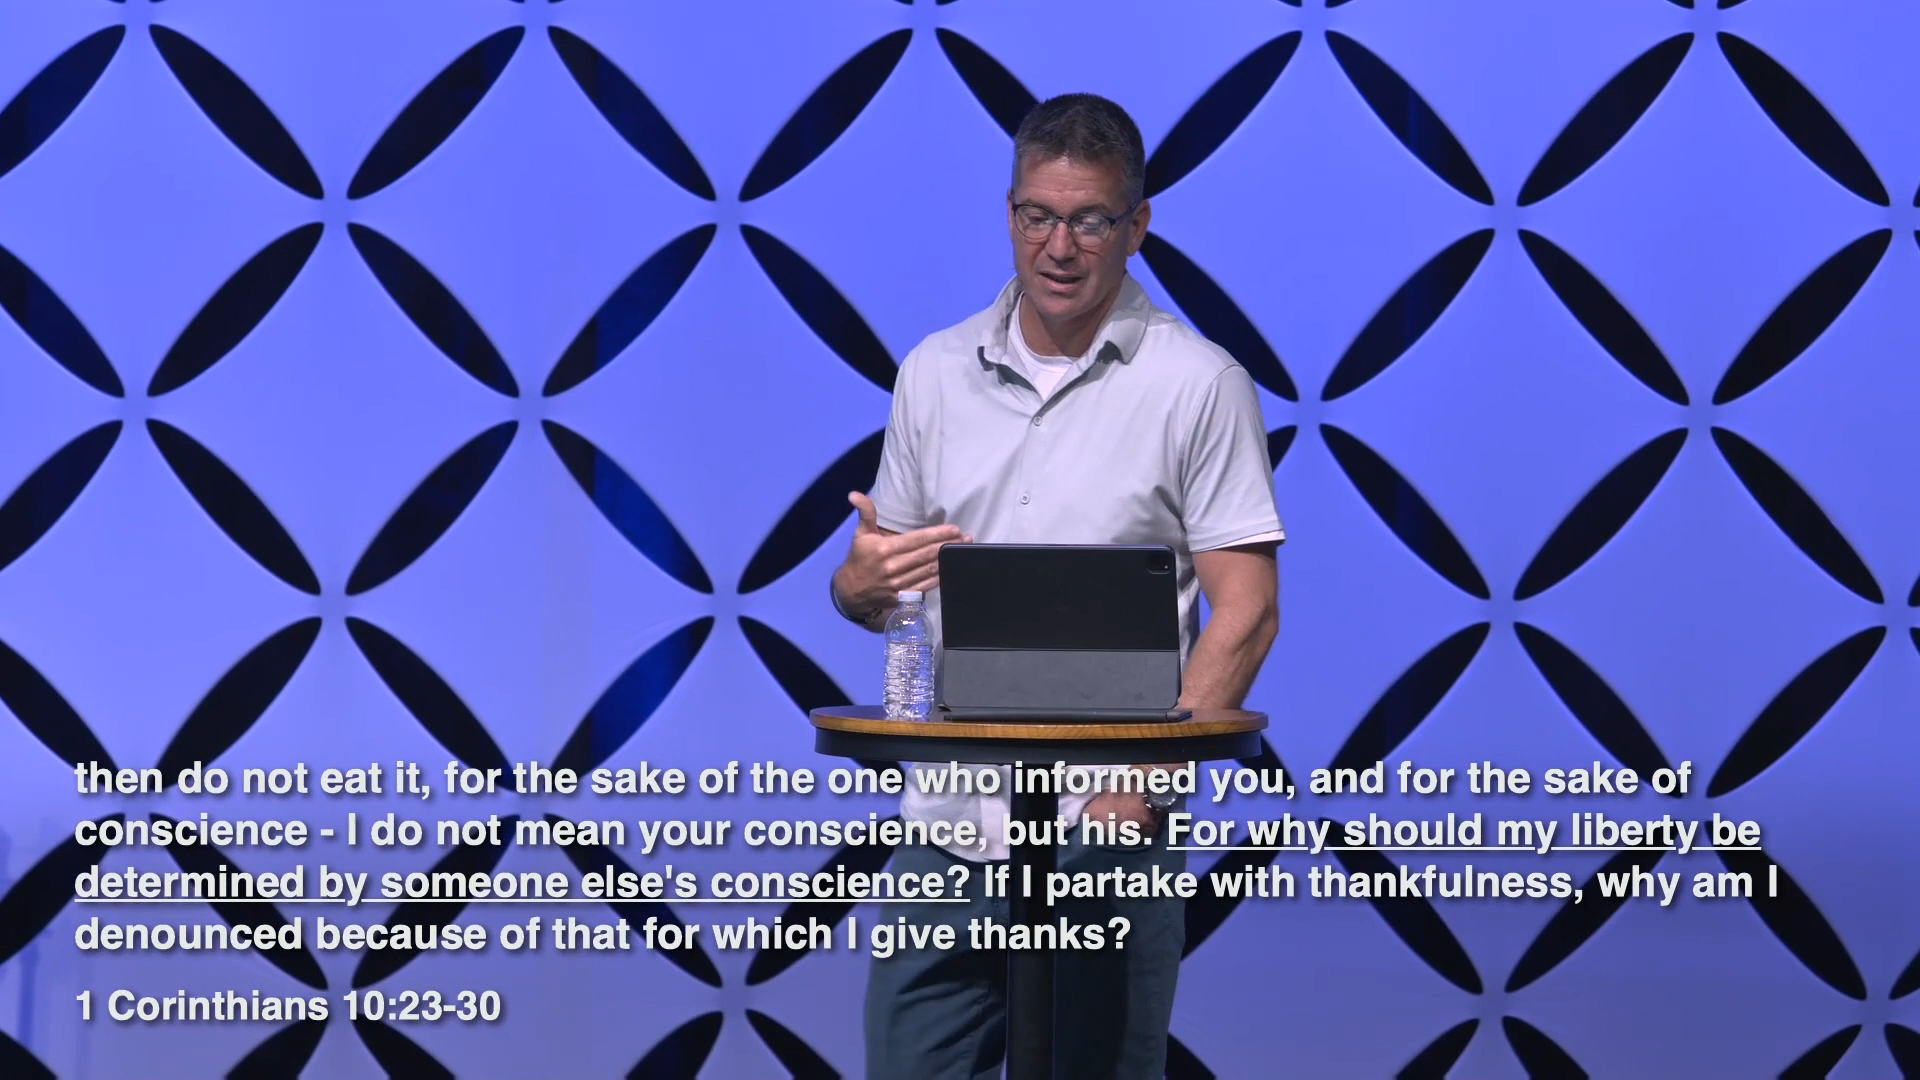 then do not eat it, for the sake of the one who informed you, and for the sake of
conscience - I do not mean your conscience, but his. For why should my liberty be
determined by someone else's conscience? If I partake with thankfulness, why am I
denounced because of that for which I give thanks?
1 Corinthians 10:23-30